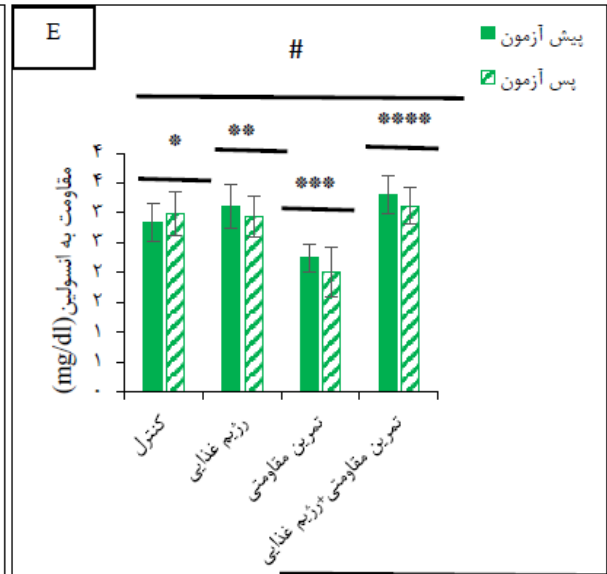 E
#
پیش آزمون
پس آزمون
*
**
***
****
مقاومت به انسولین (mg/dl)
۴
۴
۳
۳
۲
۲
۱
۱
۰
کنترل
رژیم غذایی
تمرین مقاومتی
تمرین مقاومتی+رژیم غذایی